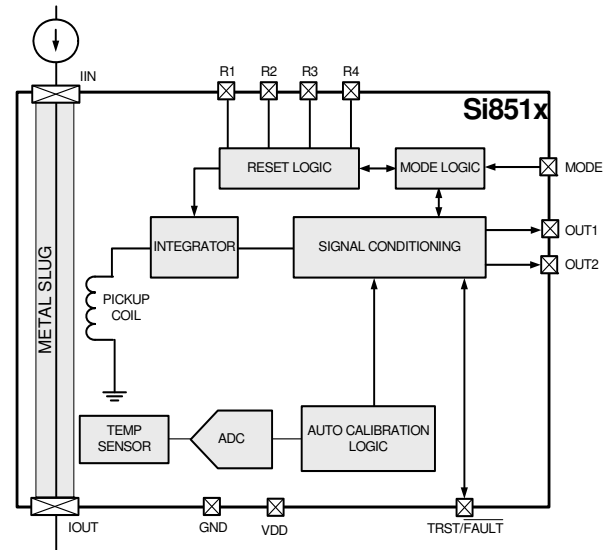 R1 R2 R3 R4
IIN
Si851x
RESET LOGIC
MODE LOGIC
MODE
INTEGRATOR
SIGNAL CONDITIONING
OUT1
OUT2
METAL SLUG
PICKUP
COIL
TEMP
SENSOR
ADC
AUTO CALIBRATION
LOGIC
IOUT
GND
VDD
TRST/FAULT